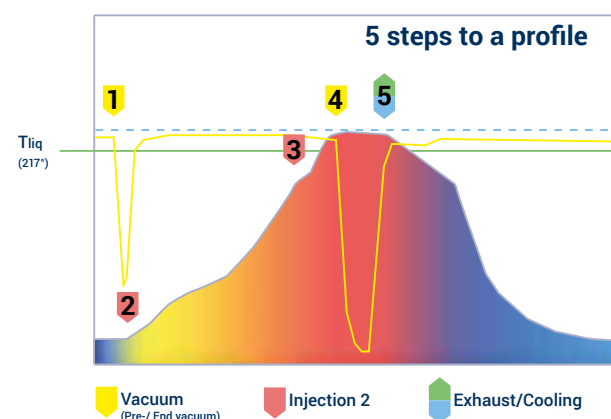 5 steps to a profile
1
4
5
Tliq
(217°)
3
2
Vacuum
(Pre-/ End vacuum)
Injection 2
Exhaust/Cooling